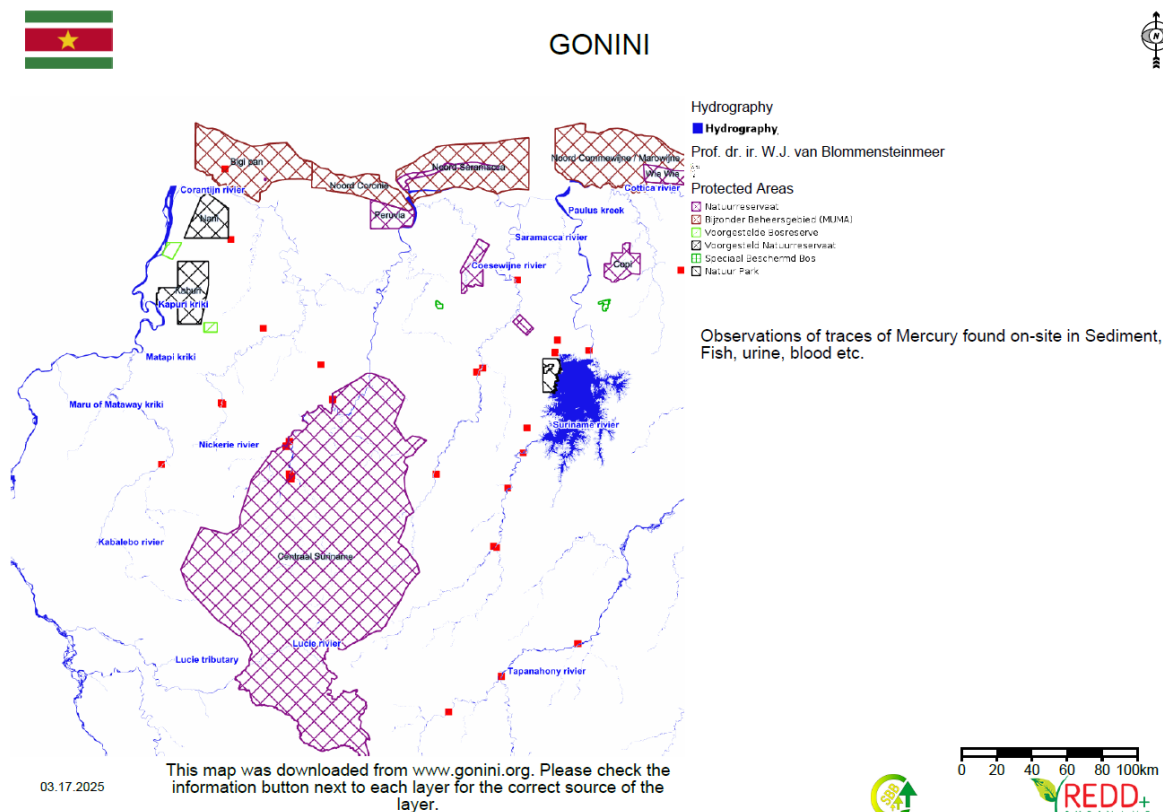 GONINI
N
Hydrography
Hydrography
Prof. dr. ir. W.J. van Blommensteinmeer
Protected Areas
Natuurreservaat
Bijzonder Beheersgebied (MUMA)
Voorgestelde Bosreserve
Voorgesteld Natuurreservaat
Speciaal Beschermd Bos
Natuur Park
Observations of traces of Mercury found on-site in Sediment,
Fish, urine, blood etc.
Bigi pan
Noord Coronie
Noord Saramacca
Noord Commewijne / Marowijne
Wia Wia
Corantijn rivier
Cottica rivier
Nani
Peruvia
Paulus kreek
Saramacca rivier
Coesewijne rivier
Copi
Kaburi
Kapuri kriki
Matapi kriki
Maru of Mataway kriki
Nickerie rivier
Suriname rivier
Kabalebo rivier
Centraal Suriname
Lucie rivier
Lucie tributary
Tapanahony rivier
03.17.2025
This map was downloaded from www.gonini.org. Please check the
information button next to each layer for the correct source of the
layer.
0 20 40 60 80 100km
SBB
REDD+